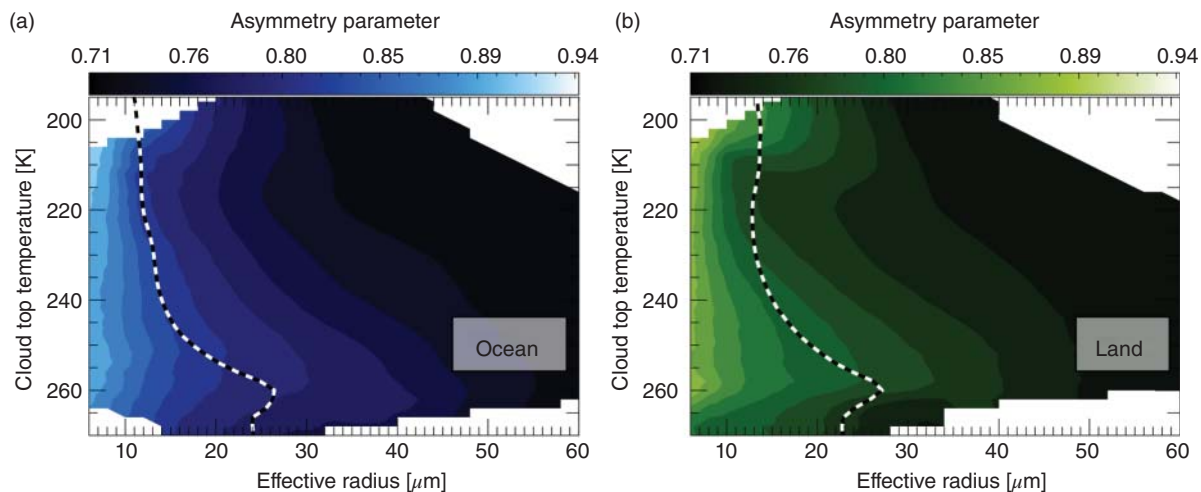 (a)
Asymmetry parameter
0.71 0.76 0.80 0.85 0.89 0.94
200
220
240
260
Cloud top temperature [K]
Ocean
10 20 30 40 50 60
Effective radius [μm]
(b)
Asymmetry parameter
0.71 0.76 0.80 0.85 0.89 0.94
200
220
240
260
Cloud top temperature [K]
Land
10 20 30 40 50 60
Effective radius [μm]